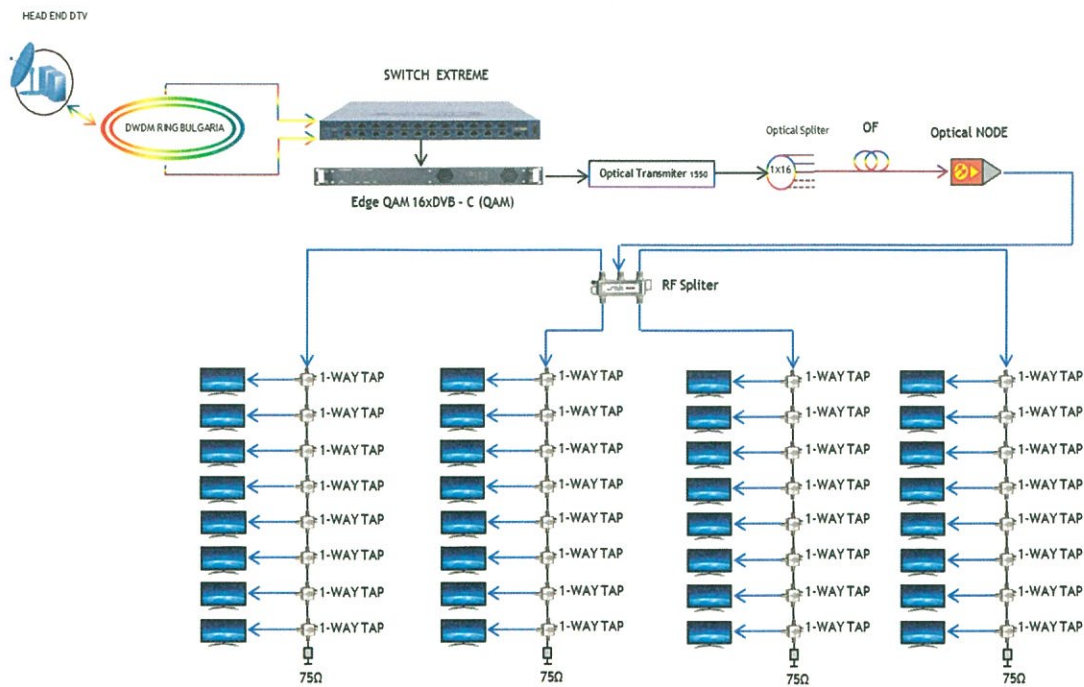 HEAD END DTV
SWITCH EXTREME
DWDM RING BULGARIA
Optical Spliter
OF
Optical NODE
Optical Transmiter 1550
1x16
Edge QAM 16xDVB - C (QAM)
RF Spliter
1-WAY TAP 1-WAY TAP 1-WAY TAP 1-WAY TAP
1-WAY TAP 1-WAY TAP 1-WAY TAP 1-WAY TAP
1-WAY TAP 1-WAY TAP 1-WAY TAP 1-WAY TAP
1-WAY TAP 1-WAY TAP 1-WAY TAP 1-WAY TAP
1-WAY TAP 1-WAY TAP 1-WAY TAP 1-WAY TAP
1-WAY TAP 1-WAY TAP 1-WAY TAP 1-WAY TAP
1-WAY TAP 1-WAY TAP 1-WAY TAP 1-WAY TAP
1-WAY TAP 1-WAY TAP 1-WAY TAP 1-WAY TAP
75Ω 75Ω 75Ω 75Ω